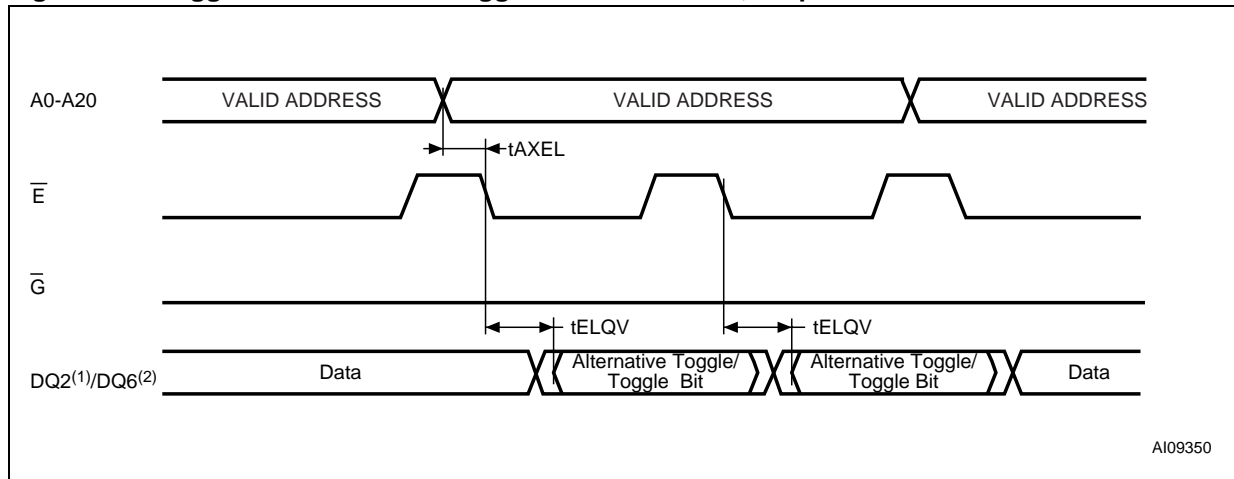 A0-A20 VALID ADDRESS VALID ADDRESS VALID ADDRESS
tAXEL
E
G
tELQV tELQV
DQ2(1)/DQ6(2) Data Alternative Toggle/ Toggle Bit Alternative Toggle/ Toggle Bit Data
AI09350